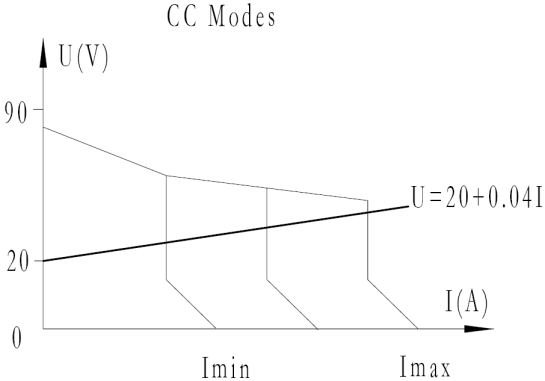 CC Modes
U(V)
90
U=20+0.04I
20
I(A)
0
Imin
Imax